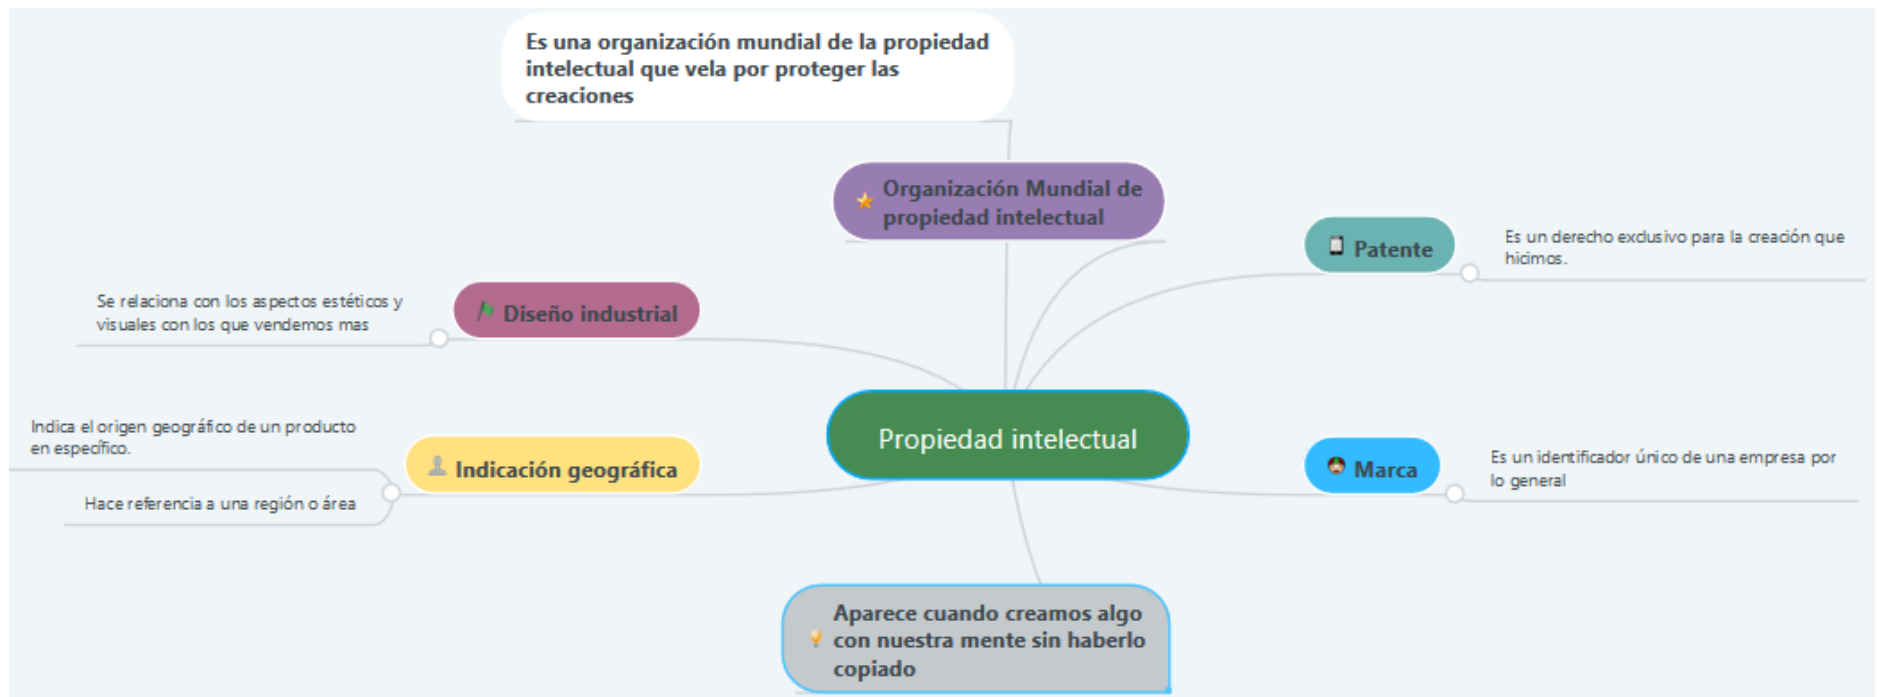 Es una organización mundial de la propiedad
intelectual que vela por proteger las
creaciones
Organización Mundial de
propiedad intelectual
Patente
Es un derecho exclusivo para la creación que
hicimos.
Se relaciona con los aspectos estéticos y
visuales con los que vendemos mas
Diseño industrial
Propiedad intelectual
Indica el origen geográfico de un producto
en específico.
Hace referencia a una región o área
Indicación geográfica
Marca
Es un identificador único de una empresa por
lo general
Aparece cuando creamos algo
con nuestra mente sin haberlo
copiado